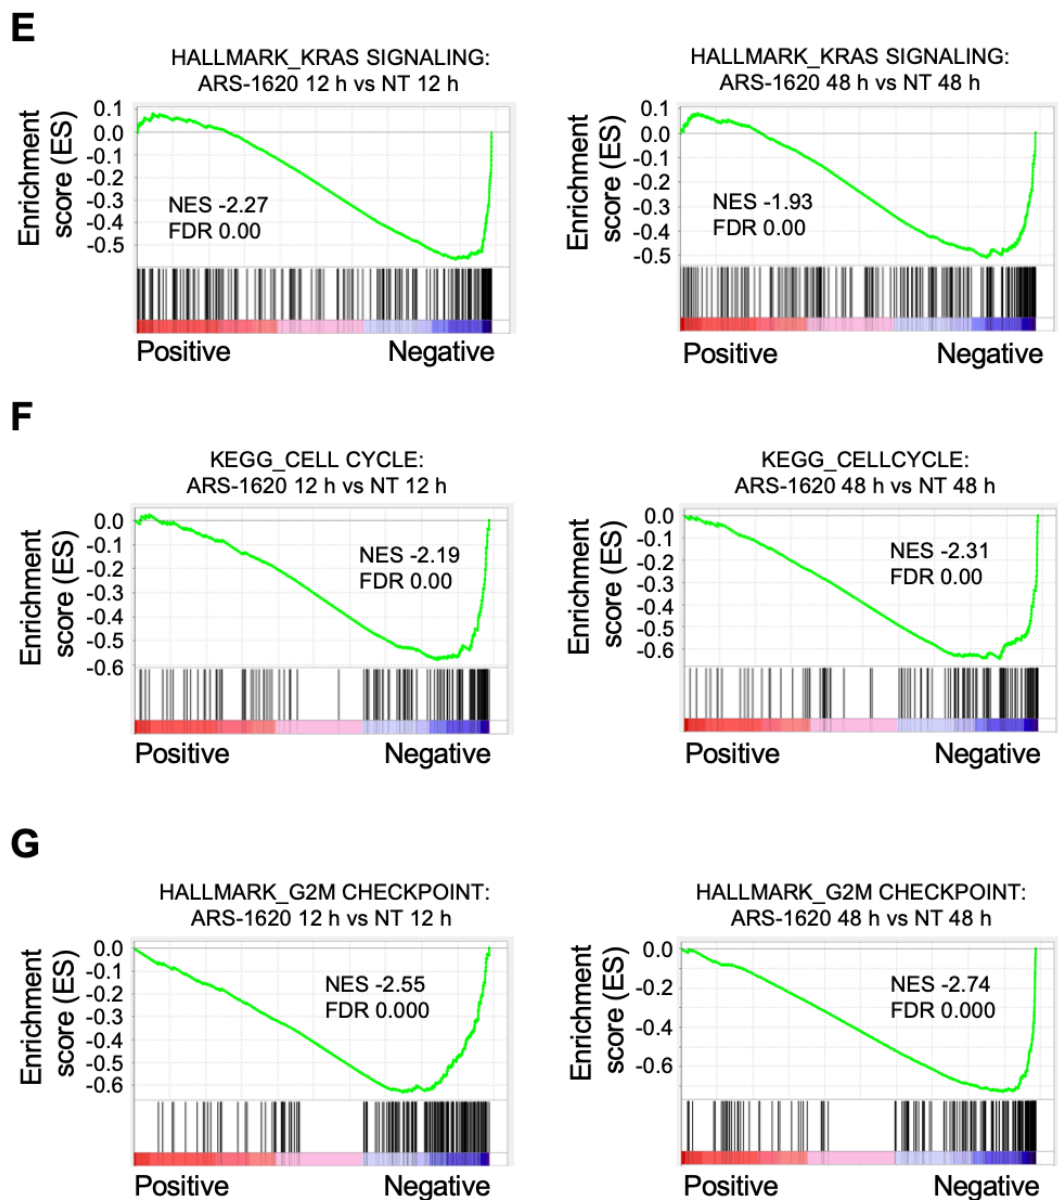 E
HALLMARK_KRAS SIGNALING:
ARS-1620 12 h vs NT 12 h
Enrichment
score (ES)
0.1
0.0
-0.1
-0.2
-0.3
-0.4
-0.5
NES -2.27
FDR 0.00
Positive
Negative
HALLMARK_KRAS SIGNALING:
ARS-1620 48 h vs NT 48 h
Enrichment
score (ES)
0.1
0.0
-0.1
-0.2
-0.3
-0.4
-0.5
NES -1.93
FDR 0.00
Positive
Negative
F
KEGG_CELL CYCLE:
ARS-1620 12 h vs NT 12 h
Enrichment
score (ES)
0.0
-0.1
-0.2
-0.3
-0.4
-0.5
-0.6
NES -2.19
FDR 0.00
Positive
Negative
KEGG_CELLCYCLE:
ARS-1620 48 h vs NT 48 h
Enrichment
score (ES)
0.0
-0.1
-0.2
-0.3
-0.4
-0.5
-0.6
NES -2.31
FDR 0.00
Positive
Negative
G
HALLMARK_G2M CHECKPOINT:
ARS-1620 12 h vs NT 12 h
Enrichment
score (ES)
0.0
-0.1
-0.2
-0.3
-0.4
-0.5
-0.6
NES -2.55
FDR 0.000
Positive
Negative
HALLMARK_G2M CHECKPOINT:
ARS-1620 48 h vs NT 48 h
Enrichment
score (ES)
0.0
-0.2
-0.4
-0.6
NES -2.74
FDR 0.000
Positive
Negative